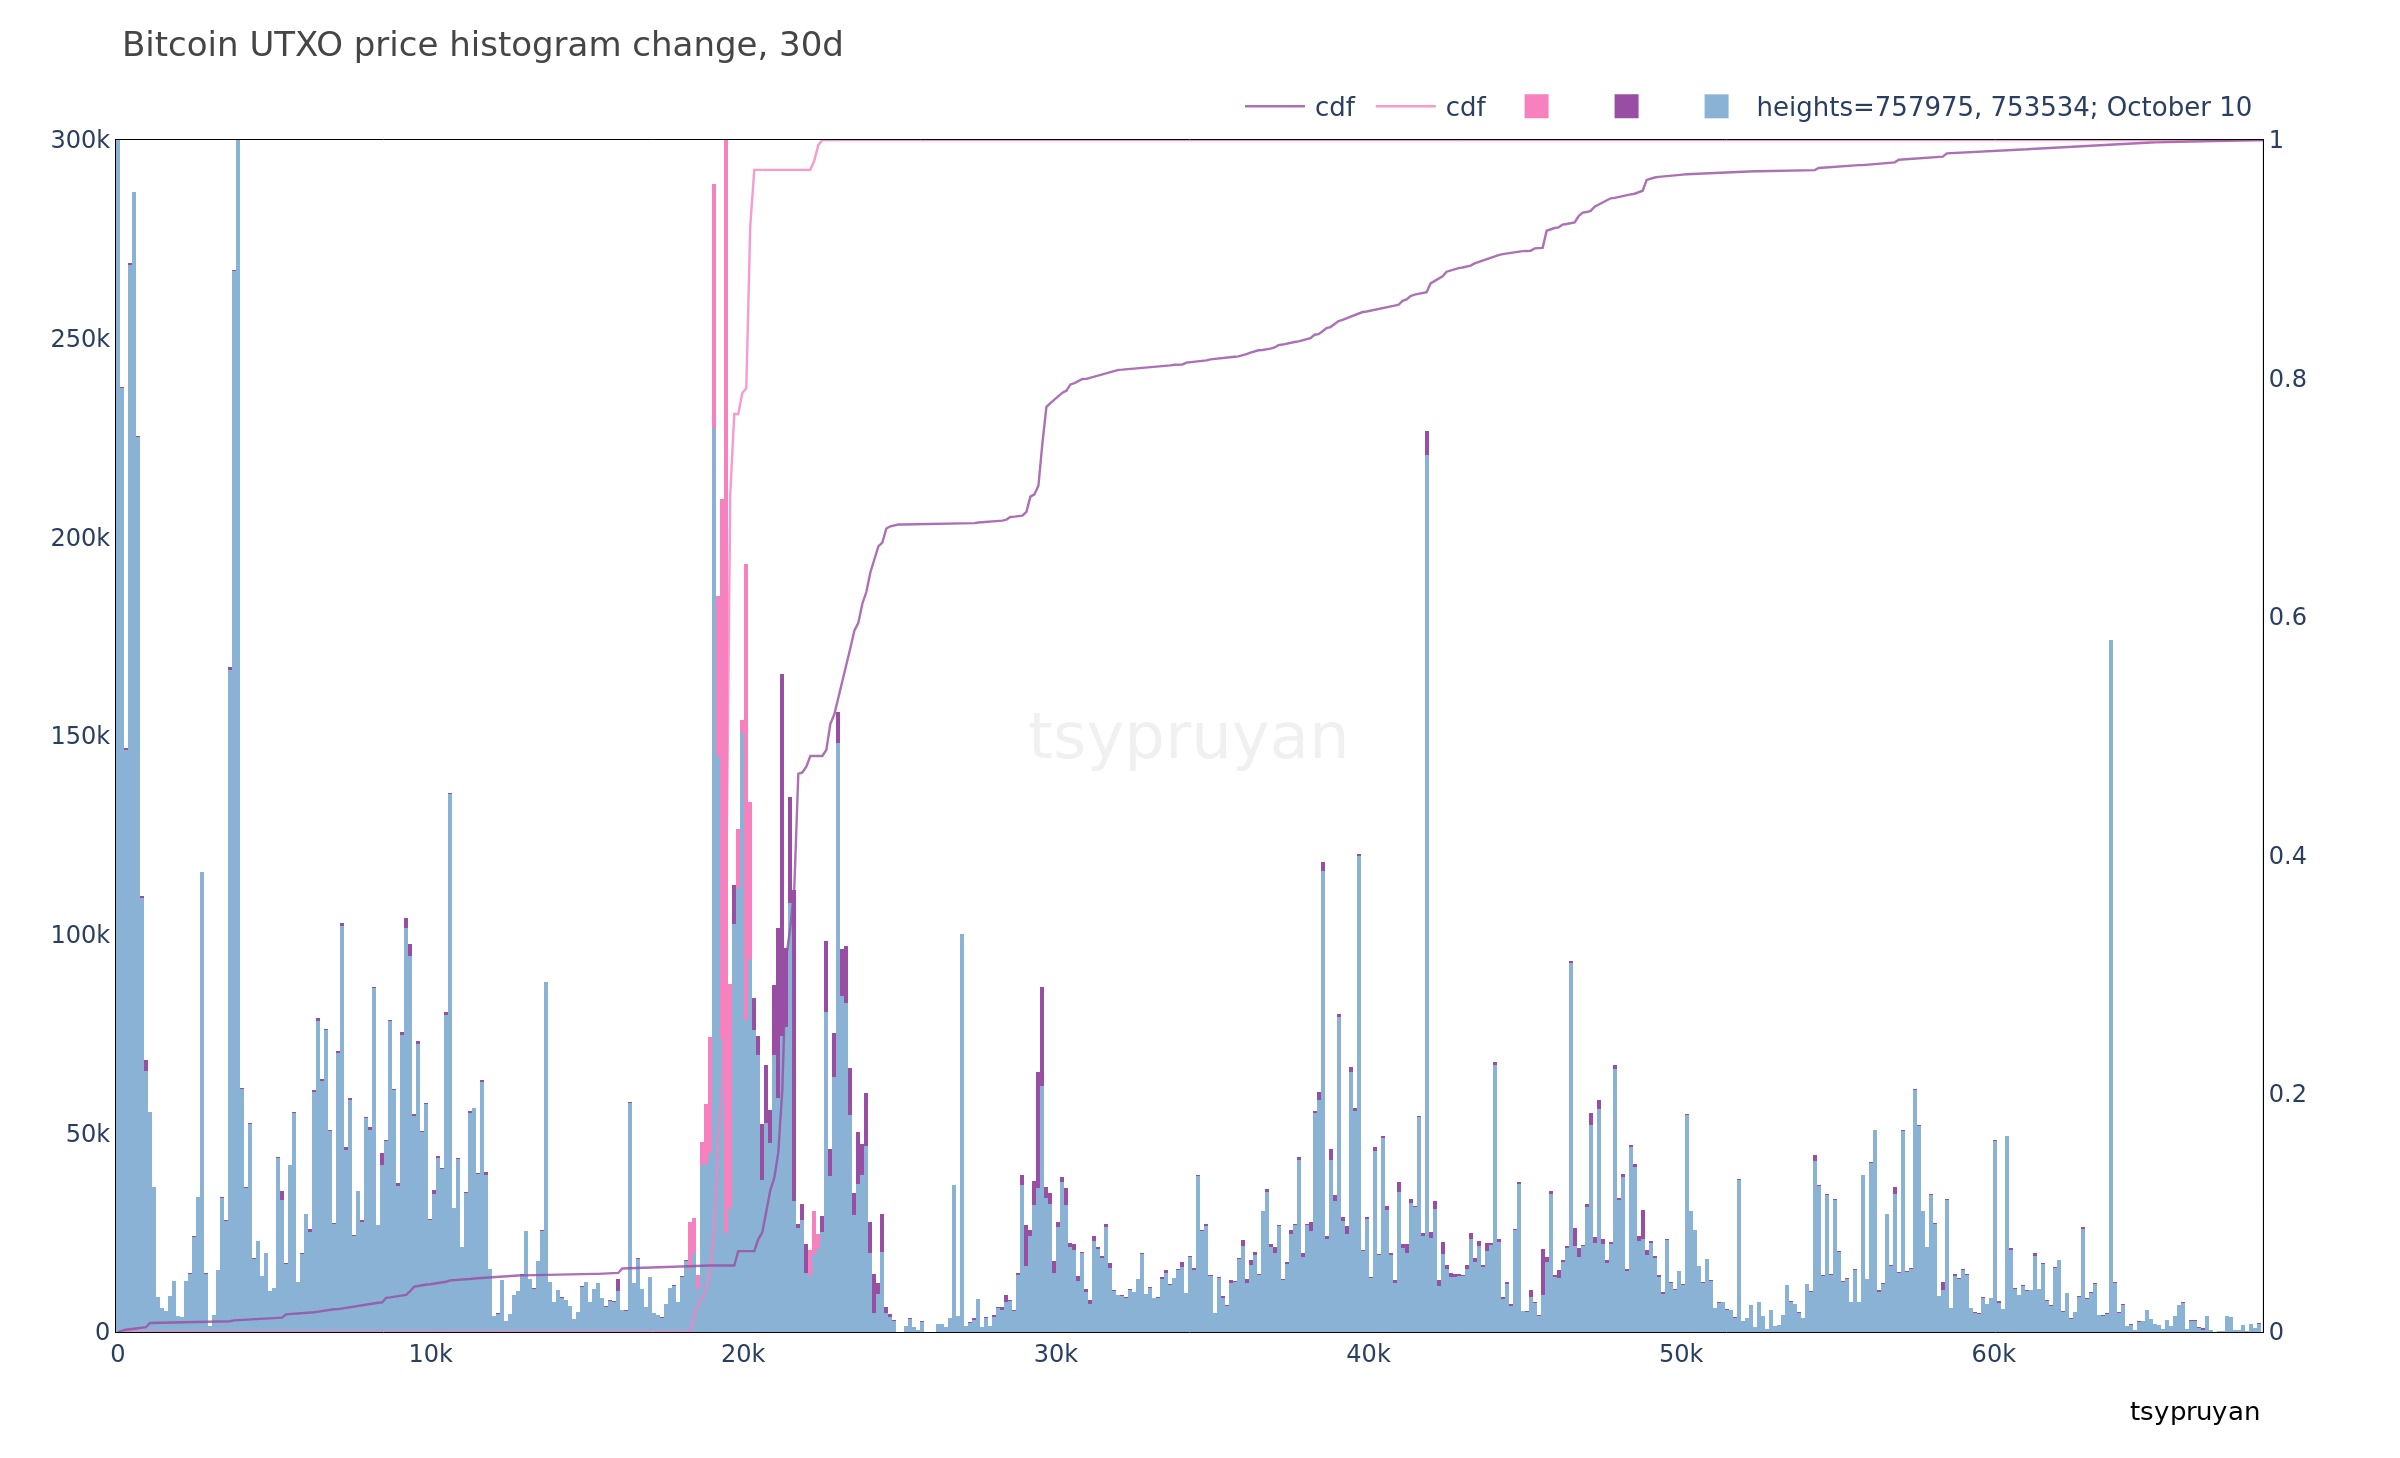 Bitcoin UTXO price histogram change, 30d
cdf cdf heights=757975, 753534; October 10
300k 1
250k
0.8
200k
0.6
150k
tsypruyan
0.4
100k
0.2
50k
0 0
0 10k 20k 30k 40k 50k 60k
tsypruyan